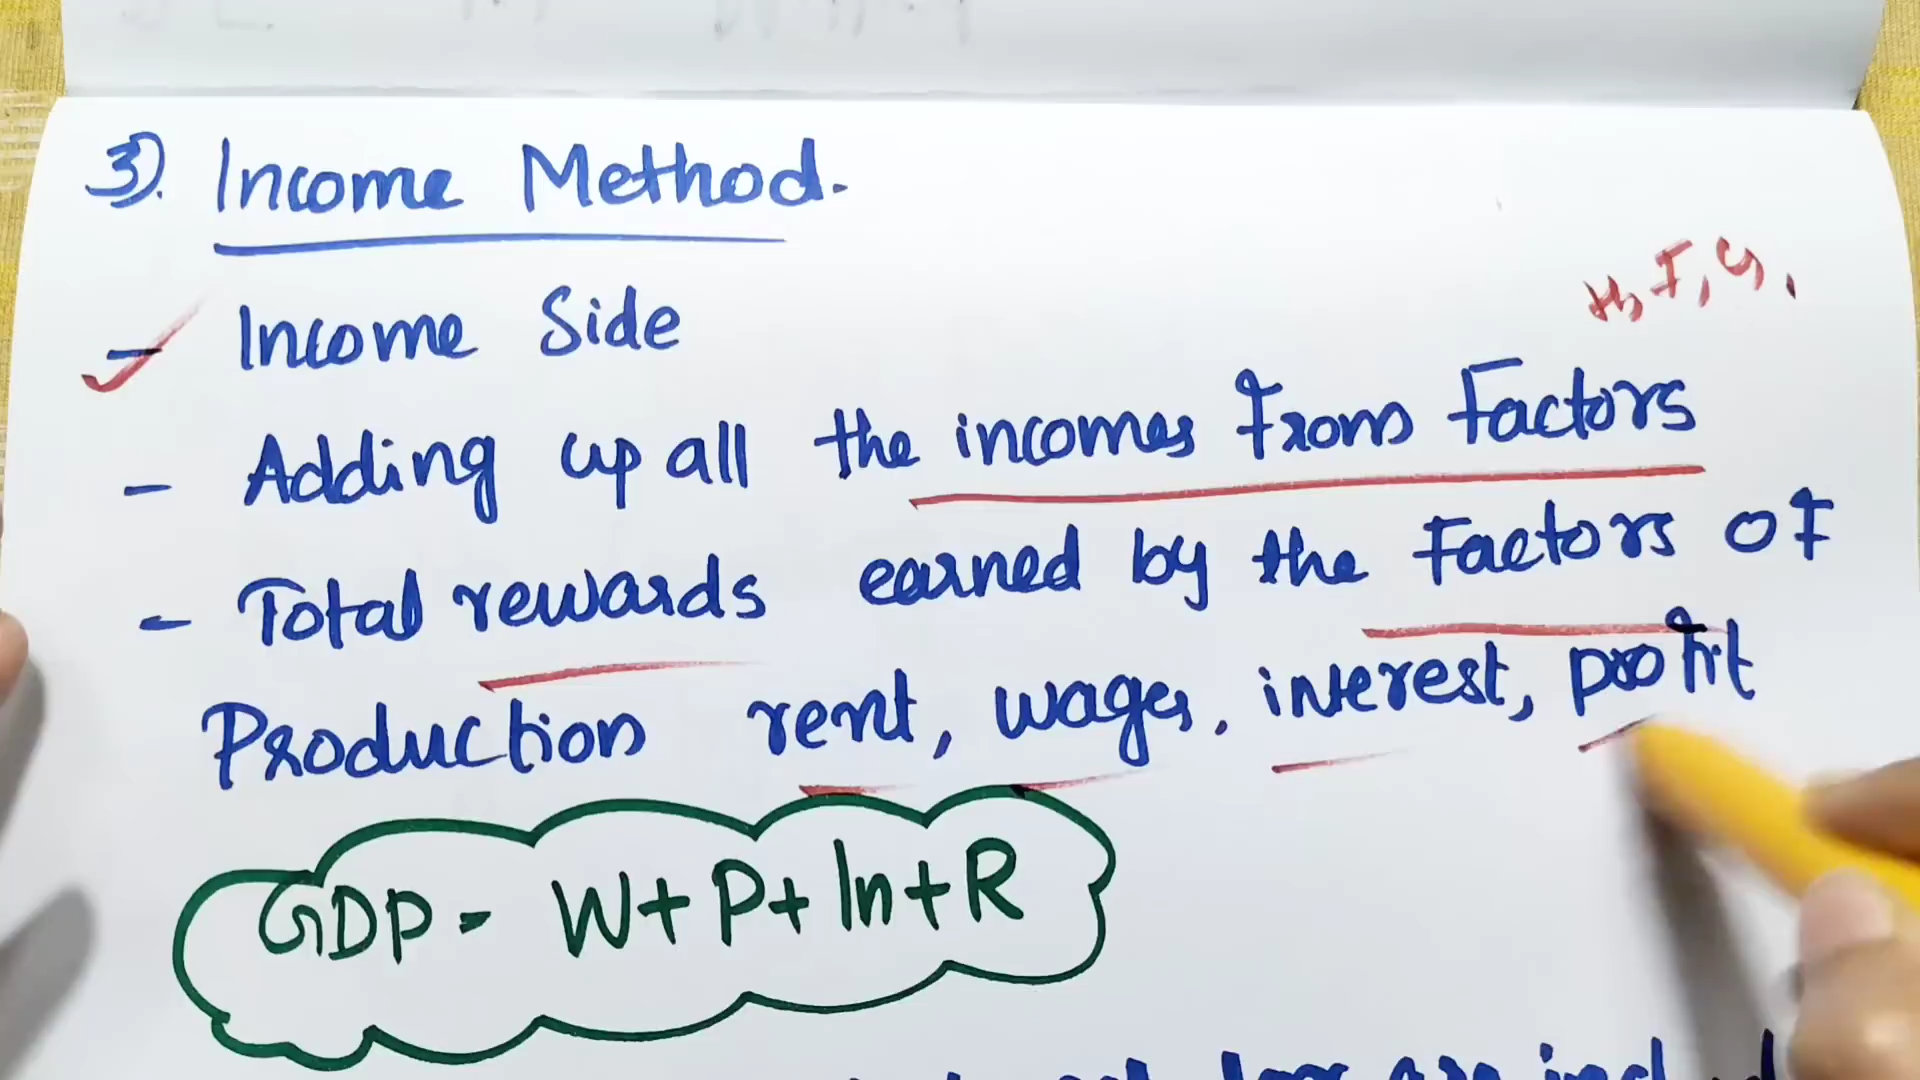 3). Income Method.
- Income Side
H, F, G,
- Adding up all the incomes from Factors
- Total rewards earned by the Factors of
Production rent, wages, interest, profit
GDP = W+P+In+R